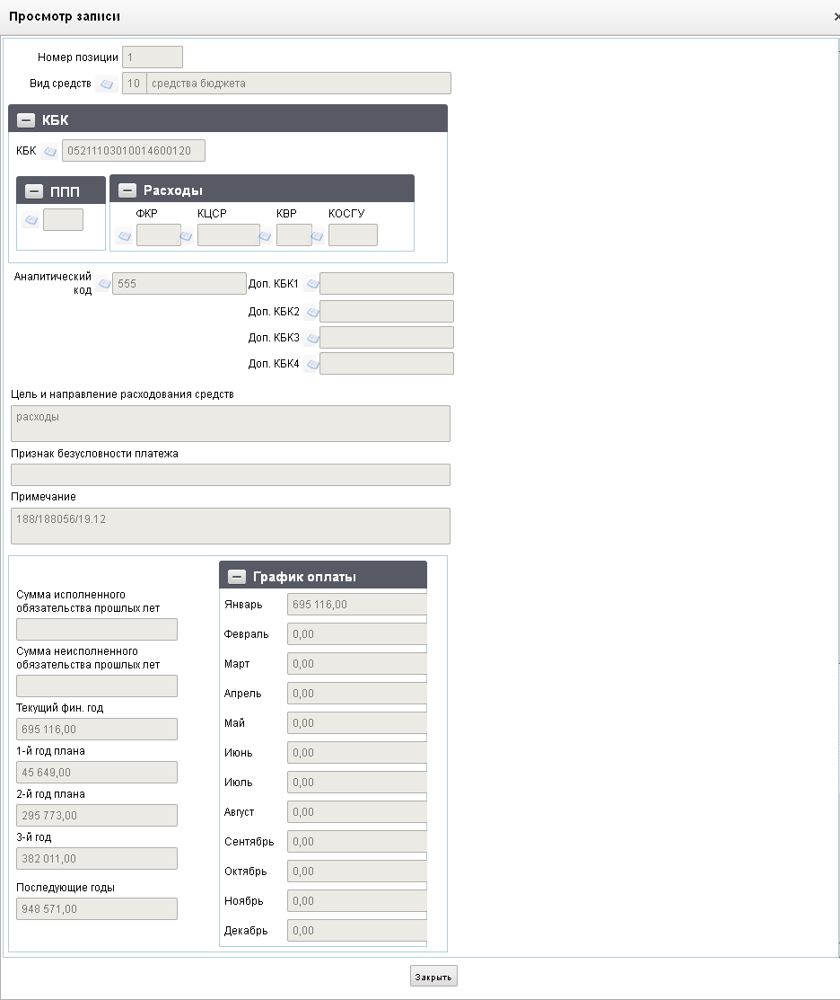 Просмотр записи
Номер позиции 1
Вид средств 10 средства бюджета
КБК
КБК 05211103010014600120
ППП Расходы
ФКР КЦСР КВР КОСГУ
Аналитический
код 555 Доп. КБК1
Доп. КБК2
Доп. КБК3
Доп. КБК4
Цель и направление расходования средств
расходы
Признак безусловности платежа
Примечание
188/188056/19.12
Сумма исполненного
обязательства прошлых лет
Сумма неисполненного
обязательства прошлых лет
Текущий фин. год
695 116,00
1-й год плана
45 649,00
2-й год плана
295 773,00
3-й год
382 011,00
Последующие годы
948 571,00
График оплаты
Январь 695 116,00
Февраль 0,00
Март 0,00
Апрель 0,00
Май 0,00
Июнь 0,00
Июль 0,00
Август 0,00
Сентябрь 0,00
Октябрь 0,00
Ноябрь 0,00
Декабрь 0,00
Закрыть